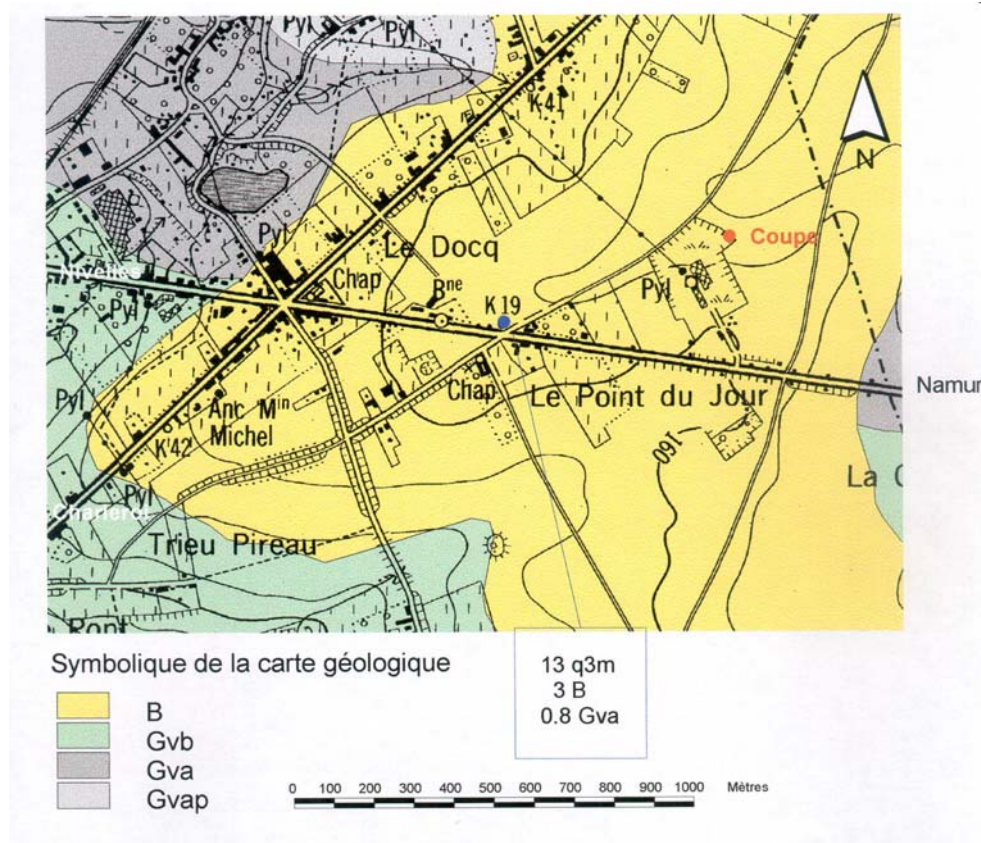 Pyl
Pyl
K 41
N
Coupe
Pyl
Le Docq
Nivelles
Chap
Bne
K 19
Pyl
Pyl
Namur
Pyl
Anc Min
Michel
Chap
Le Point du Jour
K 42
160
La C
Pyl
Charleroi
Trieu Pireau
Ront
Symbolique de la carte géologique
B
Gvb
Gva
Gvap
13 q3m
3 B
0.8 Gva
0 100 200 300 400 500 600 700 800 900 1000 Mètres